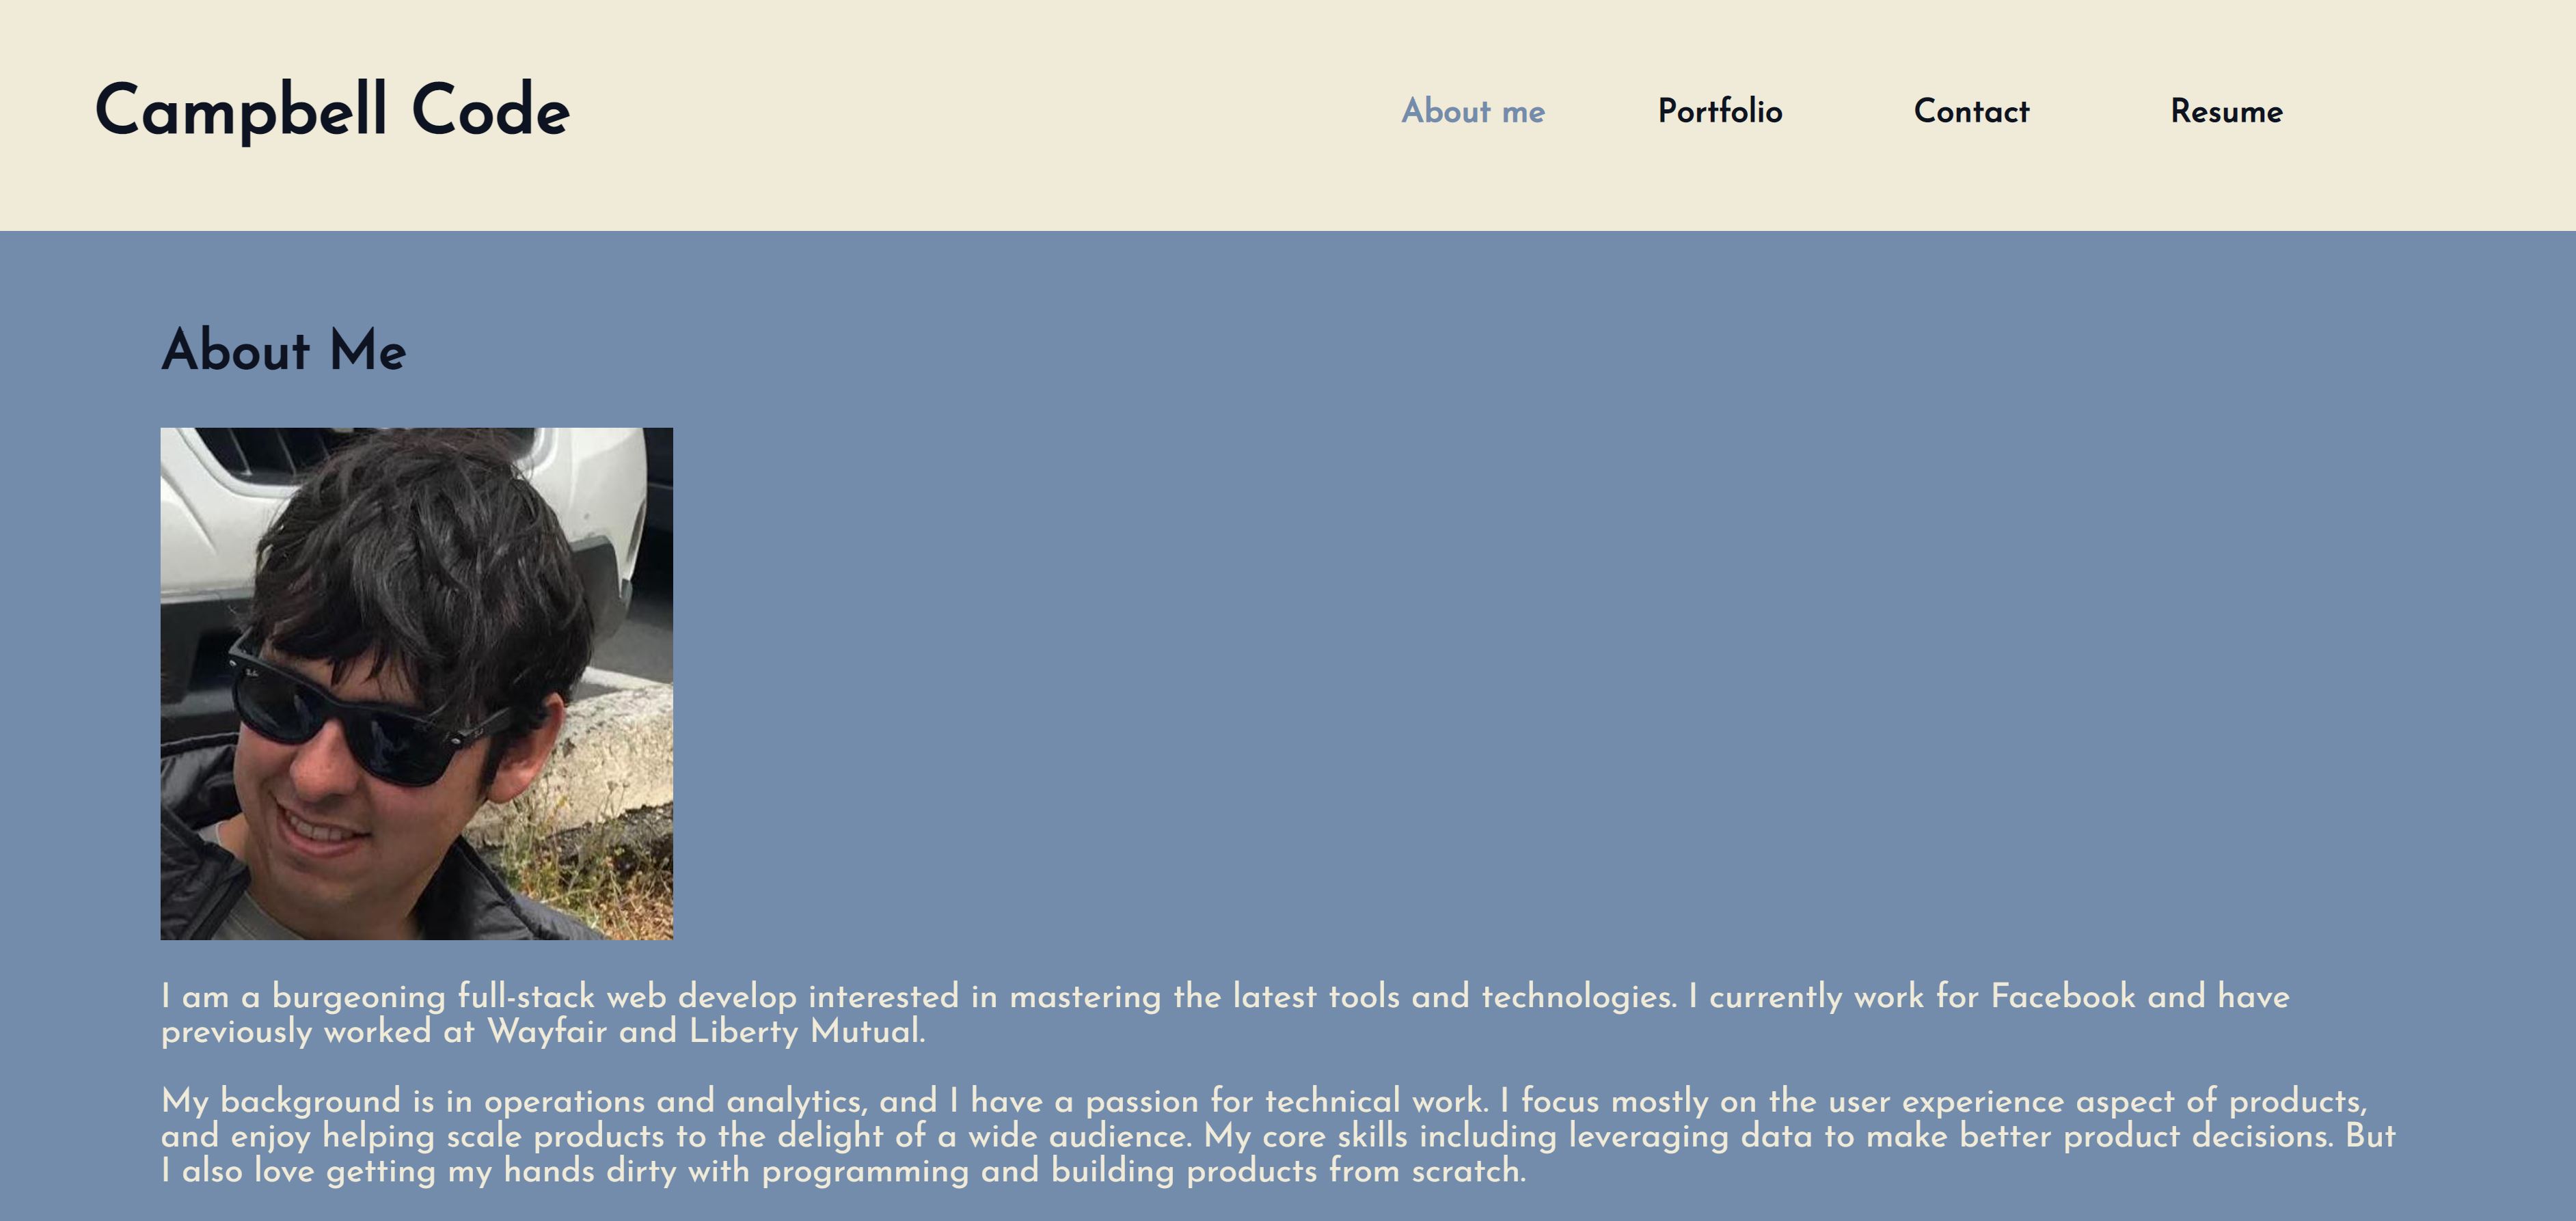 Campbell Code
About me
Portfolio
Contact
Resume
About Me
I am a burgeoning full-stack web develop interested in mastering the latest tools and technologies. I currently work for Facebook and have
previously worked at Wayfair and Liberty Mutual.
My background is in operations and analytics, and I have a passion for technical work. I focus mostly on the user experience aspect of products,
and enjoy helping scale products to the delight of a wide audience. My core skills including leveraging data to make better product decisions. But
I also love getting my hands dirty with programming and building products from scratch.